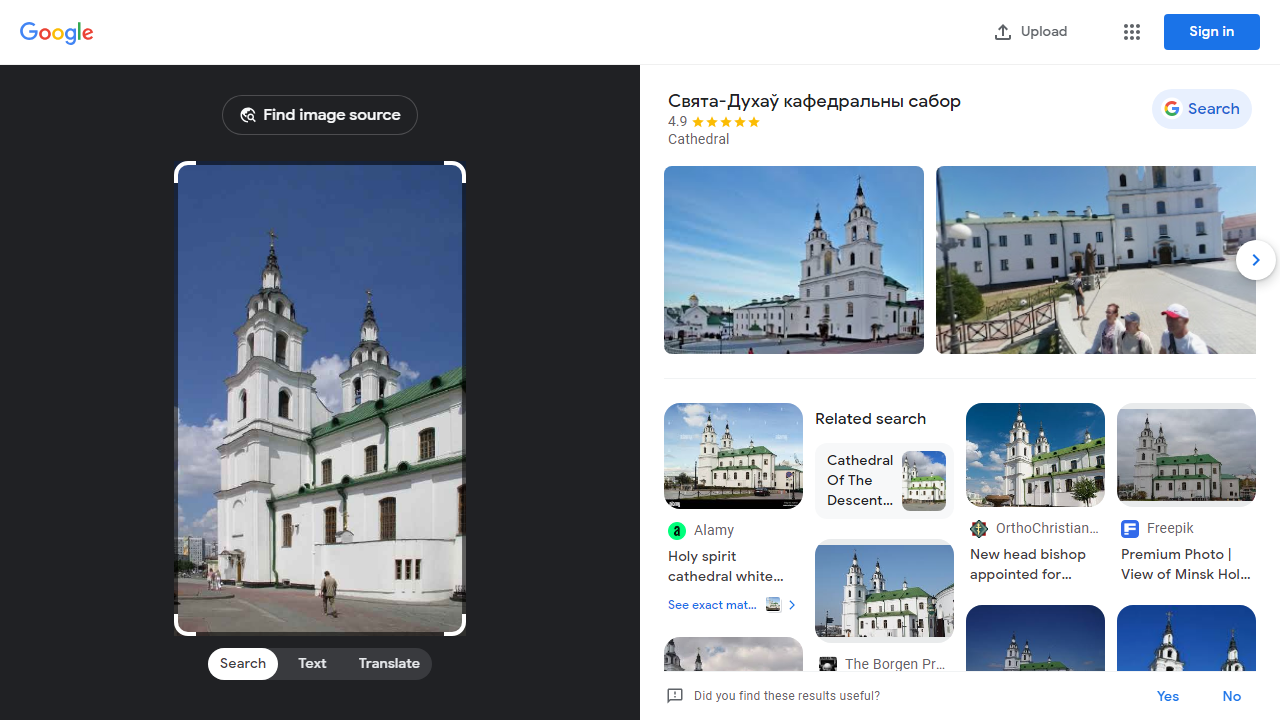 Google
Upload
Sign in
Find image source
Search
Text
Translate
Свята-Духаў кафедральны сабор
4.9
Cathedral
Search
Alamy
Holy spirit
cathedral white...
See exact mat...
Related search
Cathedral
Of The
Descent...
The Borgen Pr...
OrthoChristian...
New head bishop
appointed for...
Freepik
Premium Photo |
View of Minsk Hol...
Did you find these results useful?
Yes
No